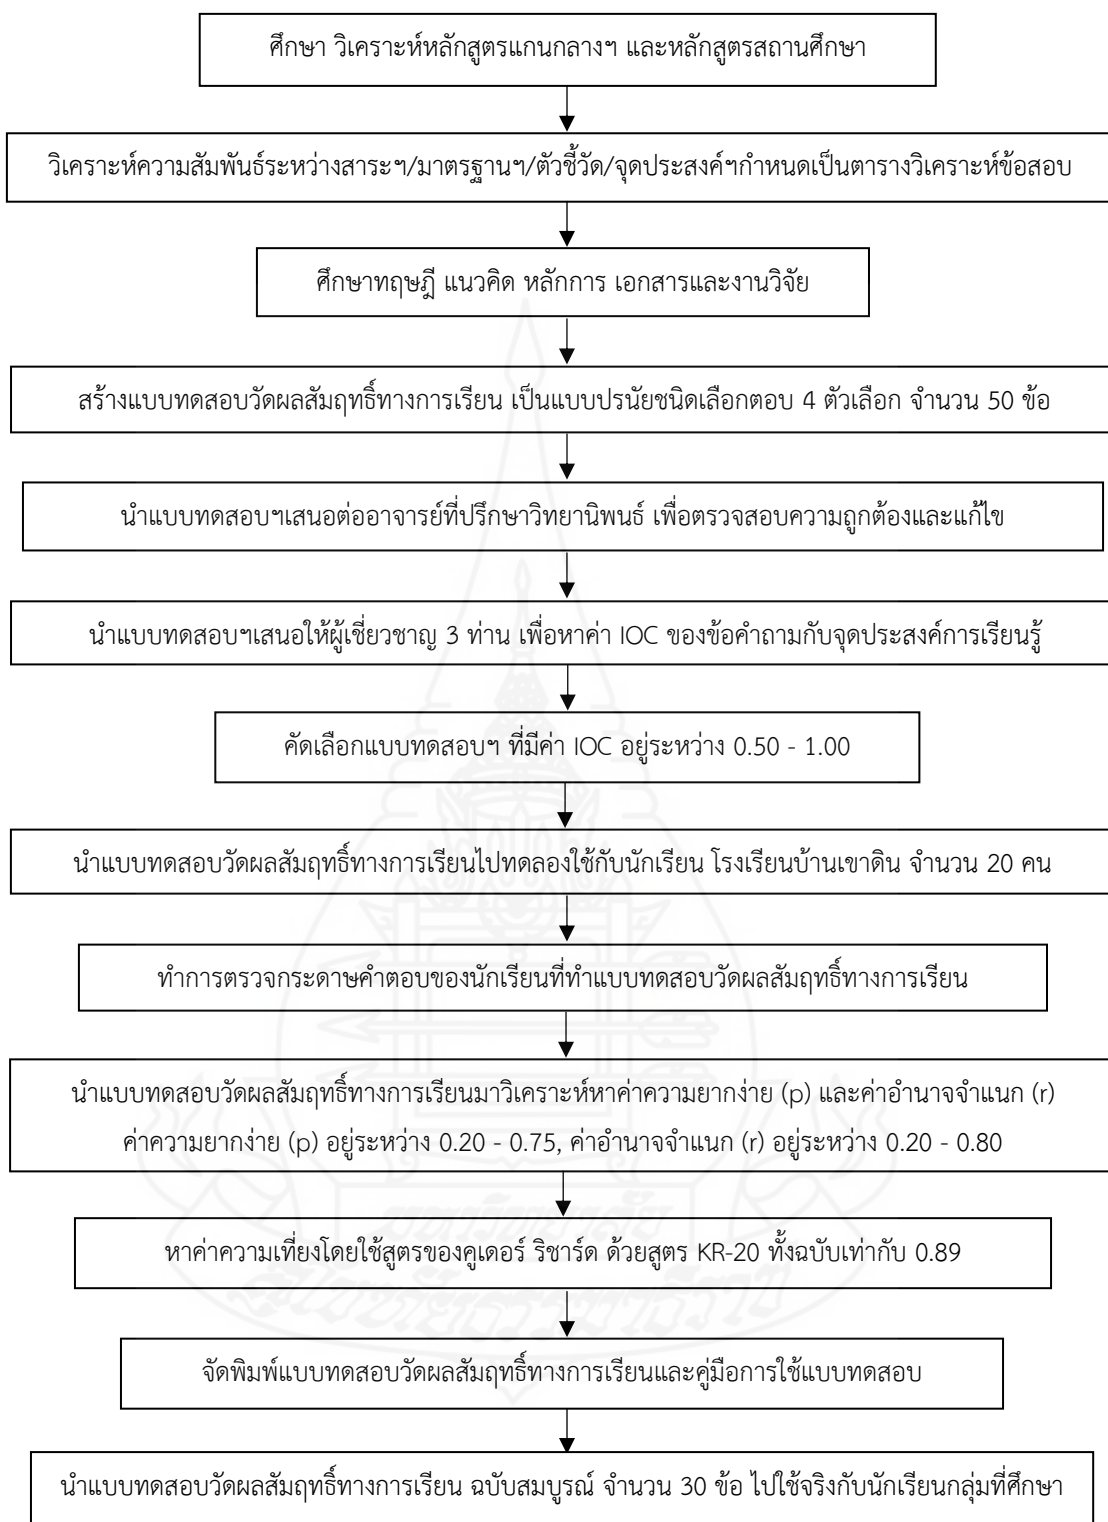 ศึกษา วิเคราะห์หลักสูตรแกนกลางฯ และหลักสูตรสถานศึกษา
วิเคราะห์ความสัมพันธ์ระหว่างสาระฯ/มาตรฐานฯ/ตัวชี้วัด/จุดประสงค์ฯกำหนดเป็นตารางวิเคราะห์ข้อสอบ
ศึกษาทฤษฎี แนวคิด หลักการ เอกสารและงานวิจัย
สร้างแบบทดสอบวัดผลสัมฤทธิ์ทางการเรียน เป็นแบบปรนัยชนิดเลือกตอบ 4 ตัวเลือก จำนวน 50 ข้อ
นำแบบทดสอบฯเสนอต่ออาจารย์ที่ปรึกษาวิทยานิพนธ์ เพื่อตรวจสอบความถูกต้องและแก้ไข
นำแบบทดสอบฯเสนอให้ผู้เชี่ยวชาญ 3 ท่าน เพื่อหาค่า IOC ของข้อคำถามกับจุดประสงค์การเรียนรู้
คัดเลือกแบบทดสอบฯ ที่มีค่า IOC อยู่ระหว่าง 0.50 - 1.00
นำแบบทดสอบวัดผลสัมฤทธิ์ทางการเรียนไปทดลองใช้กับนักเรียน โรงเรียนบ้านเขาดิน จำนวน 20 คน
ทำการตรวจกระดาษคำตอบของนักเรียนที่ทำแบบทดสอบวัดผลสัมฤทธิ์ทางการเรียน
นำแบบทดสอบวัดผลสัมฤทธิ์ทางการเรียนมาวิเคราะห์หาค่าความยากง่าย (p) และค่าอำนาจจำแนก (r)
ค่าความยากง่าย (p) อยู่ระหว่าง 0.20 - 0.75, ค่าอำนาจจำแนก (r) อยู่ระหว่าง 0.20 - 0.80
มหาวิทยาลัย
หาค่าความเที่ยงโดยใช้สูตรของคูเดอร์ ริชาร์ด ด้วยสูตร KR-20 ทั้งฉบับเท่ากับ 0.89
สุโขทัยธรรมาธิราช
จัดพิมพ์แบบทดสอบวัดผลสัมฤทธิ์ทางการเรียนและคู่มือการใช้แบบทดสอบ
นำแบบทดสอบวัดผลสัมฤทธิ์ทางการเรียน ฉบับสมบูรณ์ จำนวน 30 ข้อ ไปใช้จริงกับนักเรียนกลุ่มที่ศึกษา